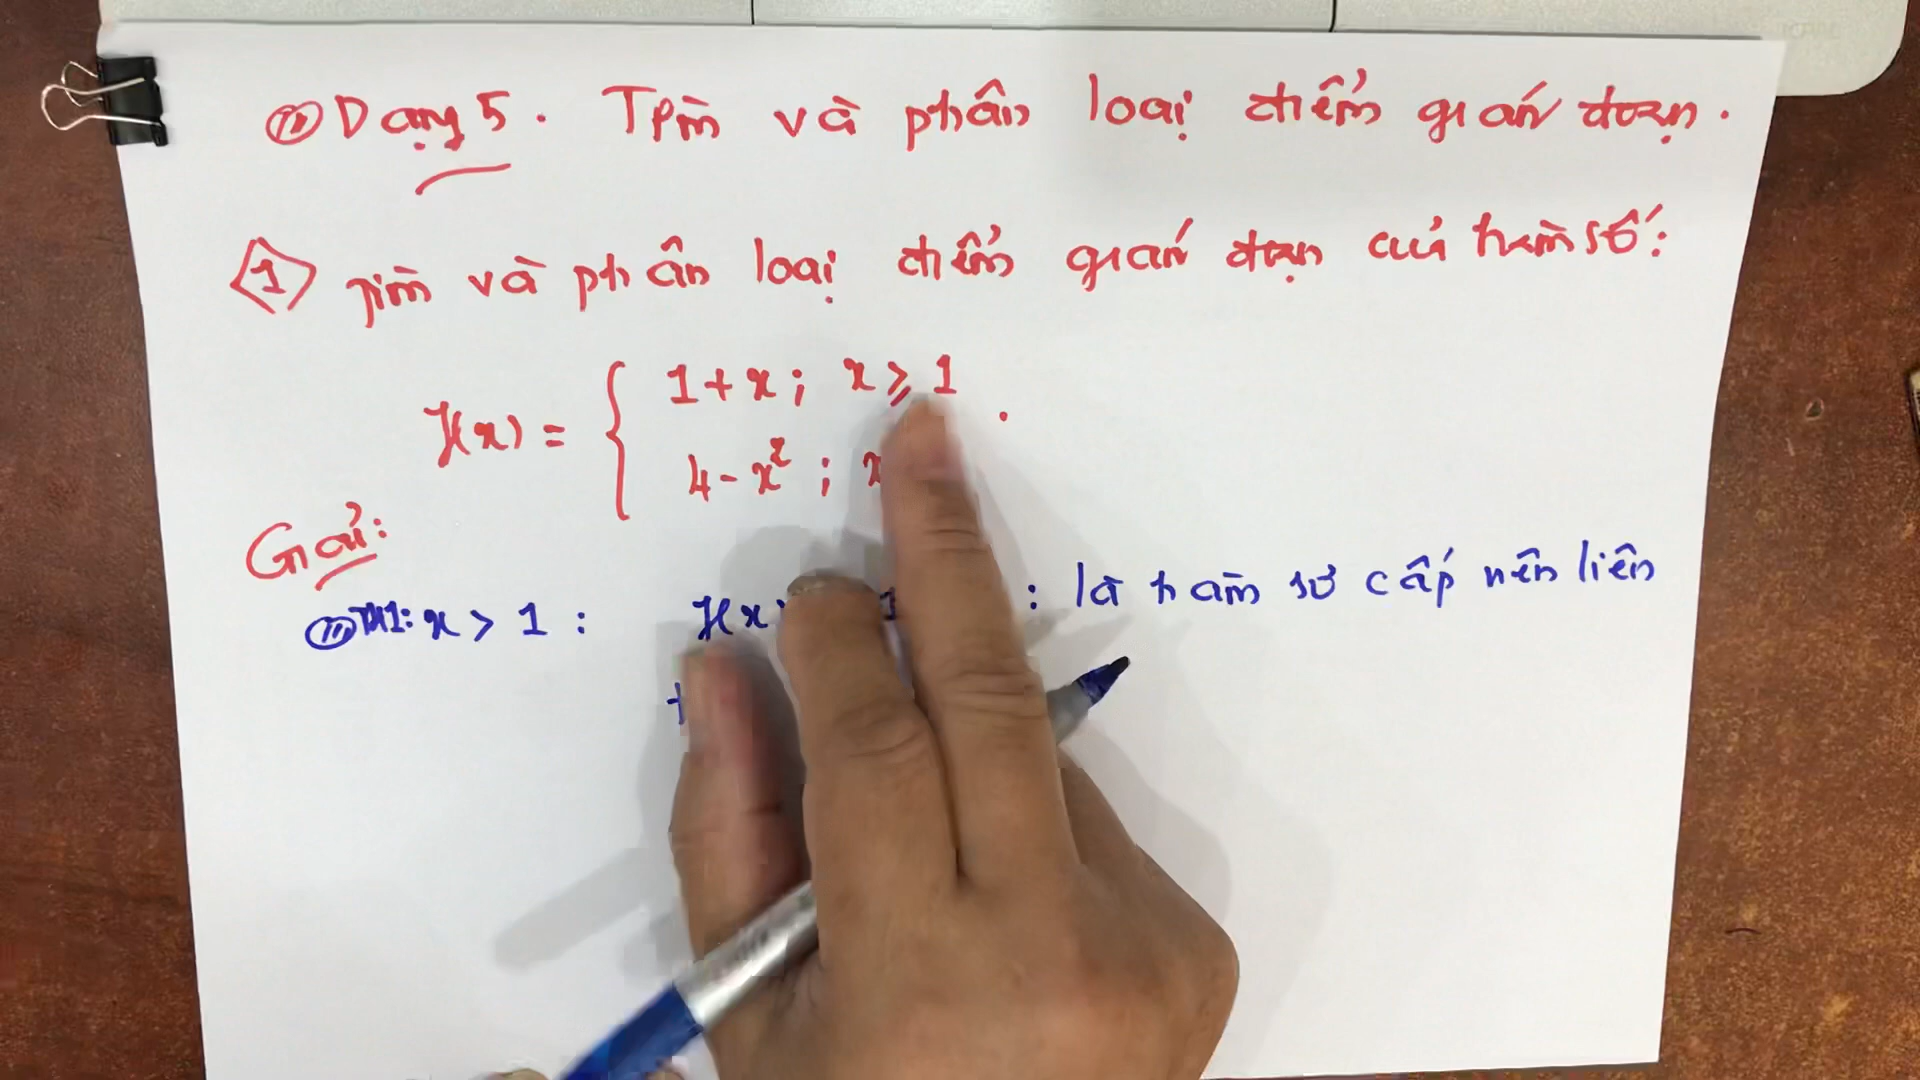 Dạng 5. Tìm và phân loại điểm gián đoạn.
1 Tìm và phân loại điểm gián đoạn của hàm số:
f(x) = { 1+x ; x ≥ 1
4-x² ; x
Giải:
TH1: x > 1 : f(x) 1 : là hàm sơ cấp nên liên
t